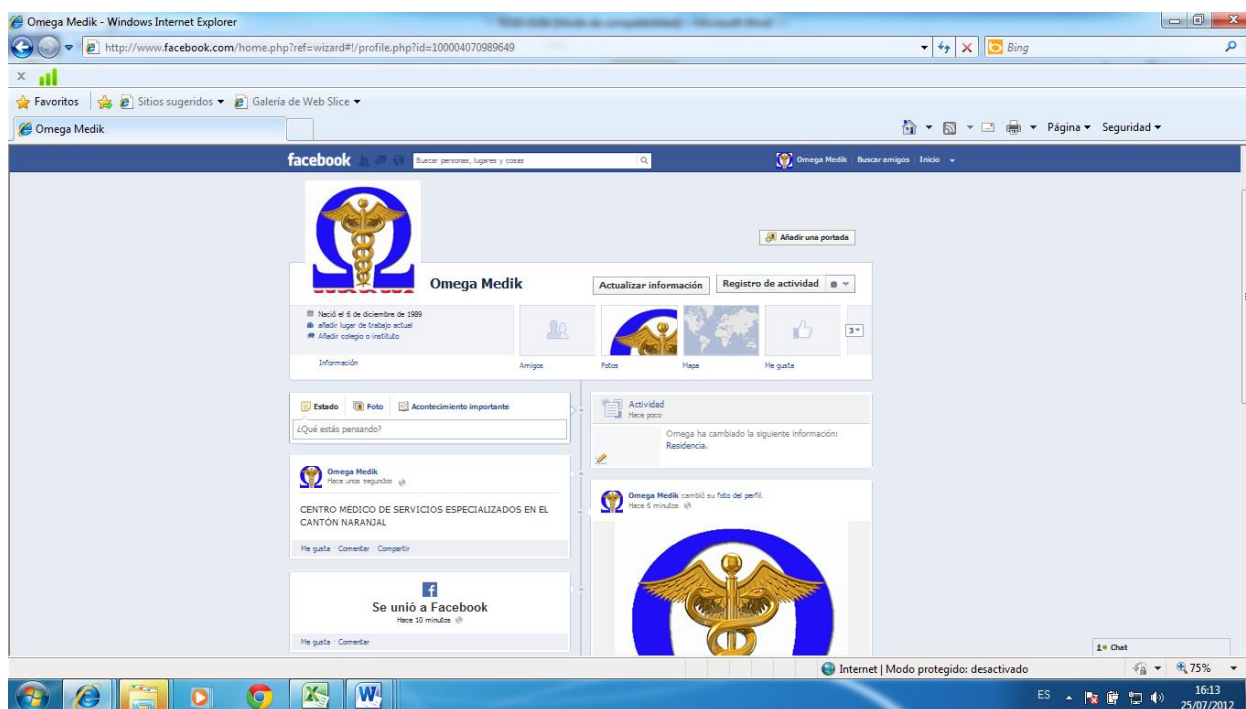 Omega Medik - Windows Internet Explorer
http://www.facebook.com/home.php?ref=wizard#!/profile.php?id=100004070989649
Bing
Favoritos
Sitios sugeridos
Galería de Web Slice
Omega Medik
Página
Seguridad
facebook
Buscar personas, lugares y cosas
Omega Medik
Buscar amigos
Inicio
Añadir una portada
Omega Medik
Actualizar información
Registro de actividad
Nació el 6 de diciembre de 1989
añadir lugar de trabajo actual
Añadir colegio o instituto
Información
Amigos
Fotos
Mapa
Me gusta
3
Estado
Foto
Acontecimiento importante
¿Qué estás pensando?
Actividad
Hace poco
Omega ha cambiado la siguiente información:
Residencia.
Omega Medik
Hace unos segundos
CENTRO MÉDICO DE SERVICIOS ESPECIALIZADOS EN EL
CANTÓN NARANJAL
Me gusta · Comentar · Compartir
Omega Medik cambió su foto del perfil.
Hace 6 minutos
Se unió a Facebook
Hace 10 minutos
Me gusta · Comentar
Chat
Internet | Modo protegido: desactivado
75%
ES
16:13
25/07/2012